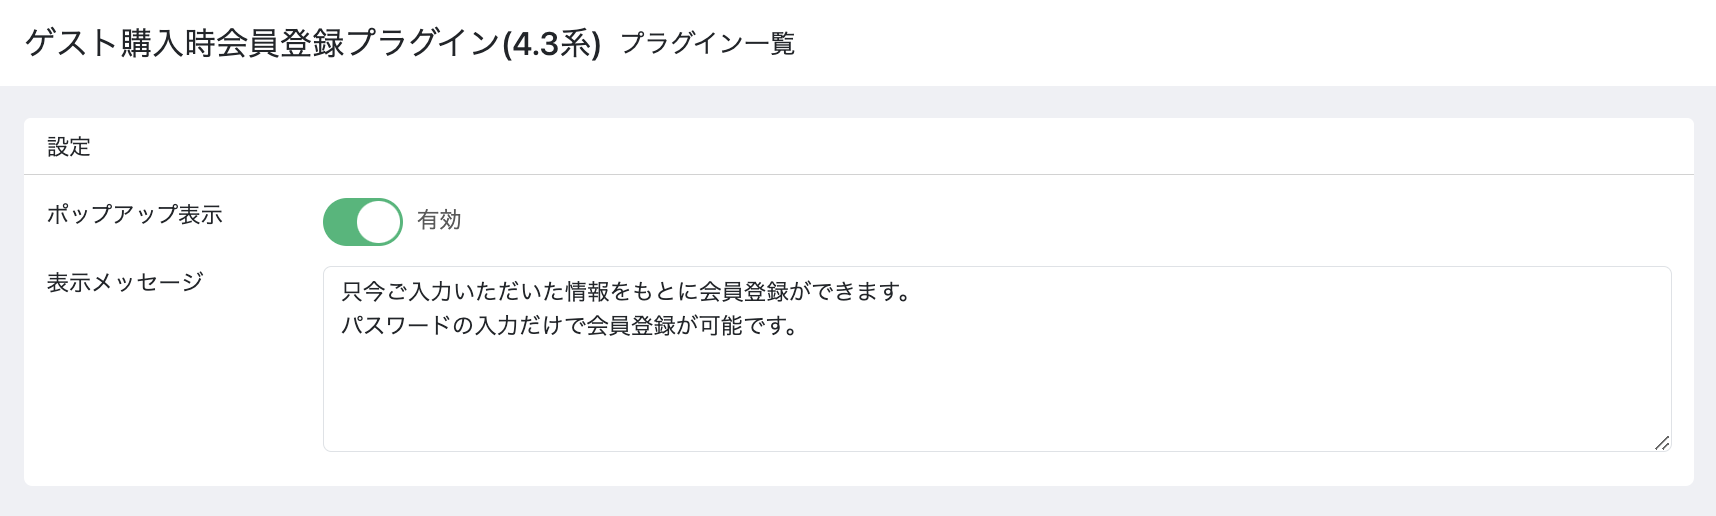 ゲスト購入時会員登録プラグイン(4.3系) プラグイン一覧
設定
ポップアップ表示 有効
表示メッセージ
只今ご入力いただいた情報をもとに会員登録ができます。
パスワードの入力だけで会員登録が可能です。